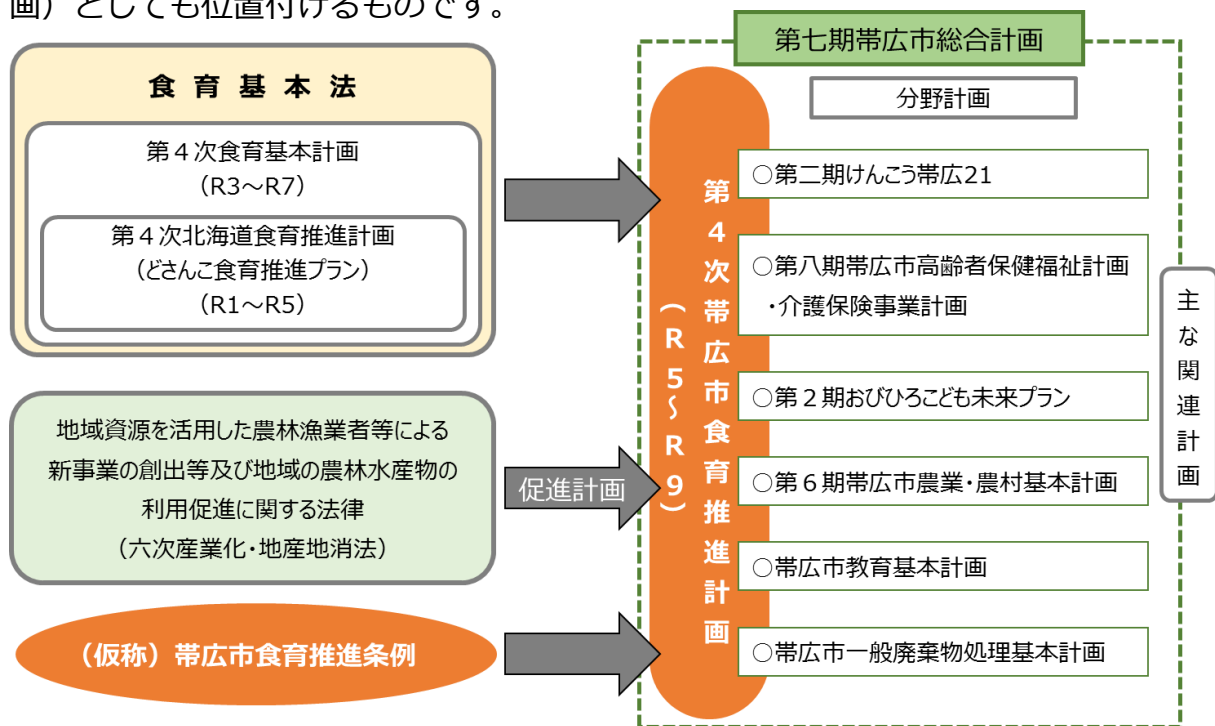 画）としても位置付けるものです。
食育基本法
第４次食育基本計画
（R3～R7）
第４次北海道食育推進計画
（どさんこ食育推進プラン）
（R1～R5）
地域資源を活用した農林漁業者等による
新事業の創出等及び地域の農林水産物の
利用促進に関する法律
（六次産業化・地産地消法）
（仮称）帯広市食育推進条例
促進計画
第４次帯広市食育推進計画
（R5～R9）
第七期帯広市総合計画
分野計画
○第二期けんこう帯広21
○第八期帯広市高齢者保健福祉計画
・介護保険事業計画
○第２期おびひろこども未来プラン
○第６期帯広市農業・農村基本計画
○帯広市教育基本計画
○帯広市一般廃棄物処理基本計画
主な関連計画